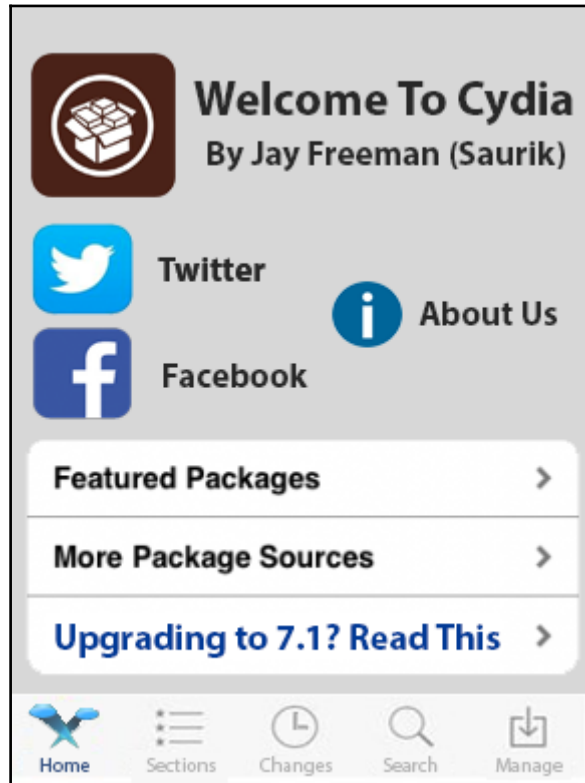 Welcome To Cydia
By Jay Freeman (Saurik)
Twitter
About Us
Facebook
Featured Packages
More Package Sources
Upgrading to 7.1? Read This
Home
Sections
Changes
Search
Manage